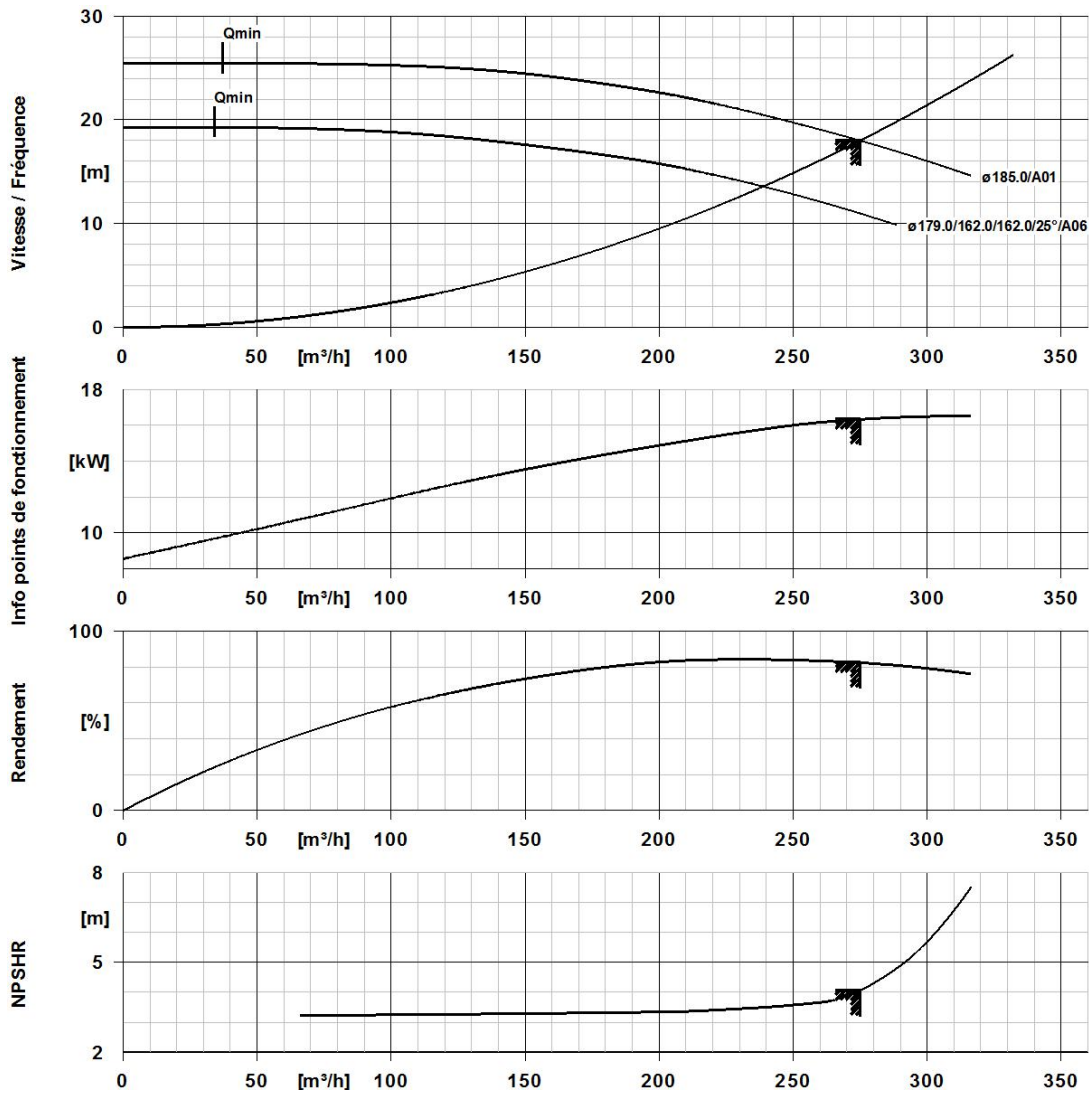 Vitesse / Fréquence
30
20
[m]
10
0
Qmin
Qmin
ø185.0/A01
ø179.0/162.0/162.0/25°/A06
0 50 [m³/h] 100 150 200 250 300 350
Info points de fonctionnement
18
[kW]
10
0 50 [m³/h] 100 150 200 250 300 350
Rendement
100
[%]
0
0 50 [m³/h] 100 150 200 250 300 350
NPSHR
8
[m]
5
2
0 50 [m³/h] 100 150 200 250 300 350